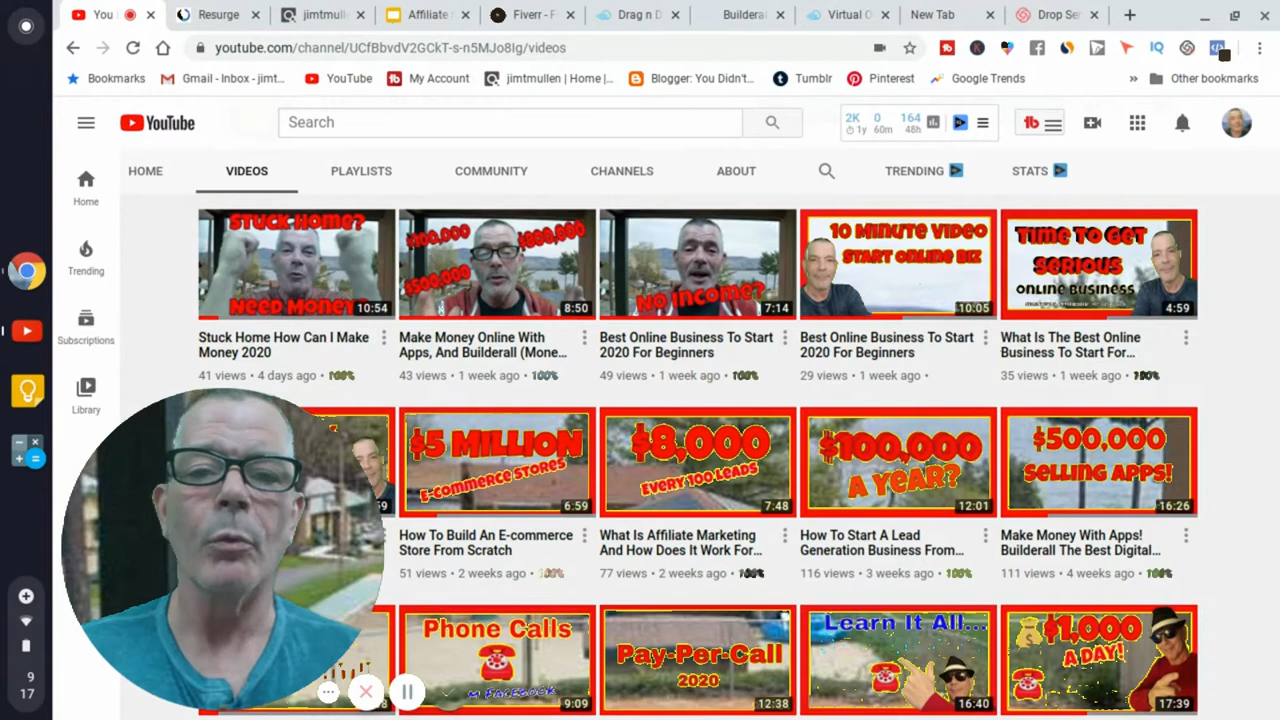 You
Resurge
jimtmull
Affiliate
Fiverr - F
Drag n D
Builderal
Virtual O
New Tab
Drop Ser
youtube.com/channel/UCfBbvdV2GCkT-s-n5MJo8Ig/videos
Bookmarks
Gmail - Inbox - jimt...
YouTube
My Account
jimtmullen | Home |...
Blogger: You Didn't...
Tumblr
Pinterest
Google Trends
Other bookmarks
YouTube
Search
2K 0 164
1y 60m 48h
HOME
VIDEOS
PLAYLISTS
COMMUNITY
CHANNELS
ABOUT
TRENDING
STATS
Home
Trending
Subscriptions
Library
STUCK HOME?
NEED MONEY
10:54
$100,000
$800,000
$500,000
8:50
NO INCOME?
7:14
10 MINUTE VIDEO
START ONLINE BIZ
10:05
TIME TO GET
SERIOUS
ONLINE BUSINESS
4:59
Stuck Home How Can I Make
Money 2020
41 views • 4 days ago • 100%
Make Money Online With
Apps, And Builderall (Mone...
43 views • 1 week ago • 100%
Best Online Business To Start
2020 For Beginners
49 views • 1 week ago • 100%
Best Online Business To Start
2020 For Beginners
29 views • 1 week ago •
What Is The Best Online
Business To Start For...
35 views • 1 week ago • 100%
$5 MILLION
E-COMMERCE STORES
6:59
$8,000
EVERY 100 LEADS
7:48
$100,000
A YEAR?
12:01
$500,000
SELLING APPS!
16:26
How To Build An E-commerce
Store From Scratch
51 views • 2 weeks ago • 100%
What Is Affiliate Marketing
And How Does It Work For...
77 views • 2 weeks ago • 100%
How To Start A Lead
Generation Business From...
116 views • 3 weeks ago • 100%
Make Money With Apps!
Builderall The Best Digital...
111 views • 4 weeks ago • 100%
Phone Calls
FACEBOOK
9:09
Pay-Per-Call
2020
12:38
Learn It All...
16:40
$1,000
A DAY!
17:39
9
17